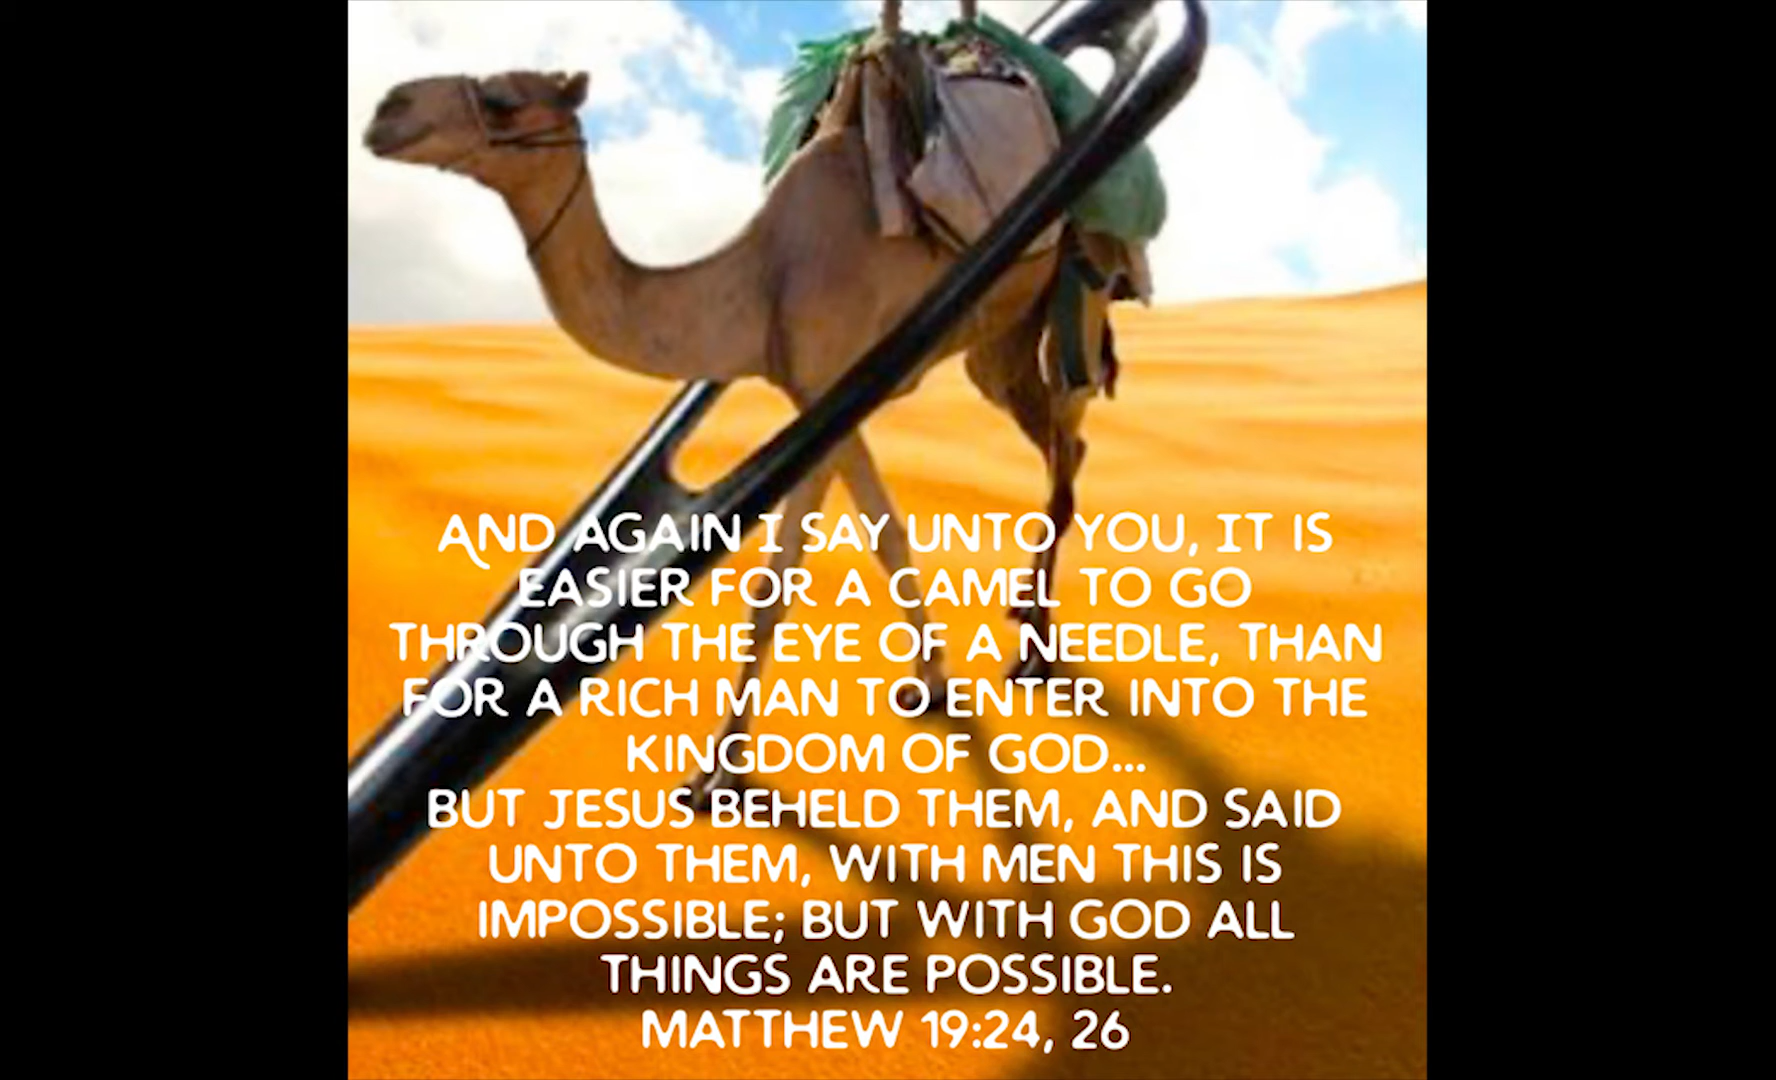 AND AGAIN I SAY UNTO YOU, IT IS
EASIER FOR A CAMEL TO GO
THROUGH THE EYE OF A NEEDLE, THAN
FOR A RICH MAN TO ENTER INTO THE
KINGDOM OF GOD...
BUT JESUS BEHELD THEM, AND SAID
UNTO THEM, WITH MEN THIS IS
IMPOSSIBLE; BUT WITH GOD ALL
THINGS ARE POSSIBLE.
MATTHEW 19:24, 26